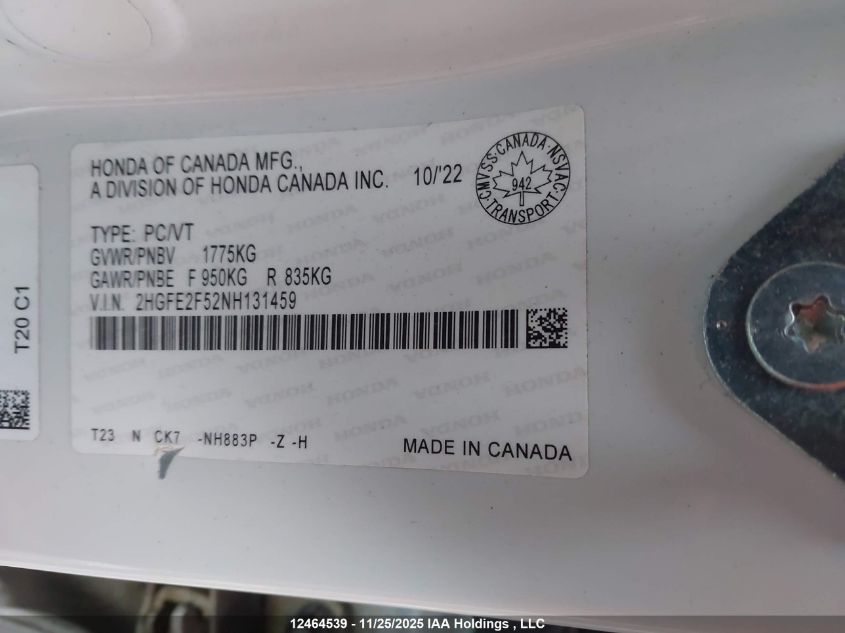 HONDA OF CANADA MFG.,
A DIVISION OF HONDA CANADA INC. 10/'22
CMVSS·CANADA·NSVAC·TRANSPORT·
942
TYPE: PC/VT
GVWR/PNBV 1775KG
GAWR/PNBE F 950KG R 835KG
V.I.N. 2HGFE2F52NH131459
T23 N CK7 -NH883P -Z -H
MADE IN CANADA
T20 C1
12464539 - 11/25/2025 IAA Holdings , LLC